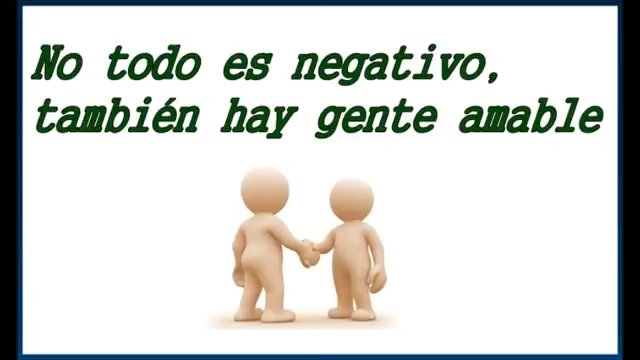 No todo es negativo,
también hay gente amable